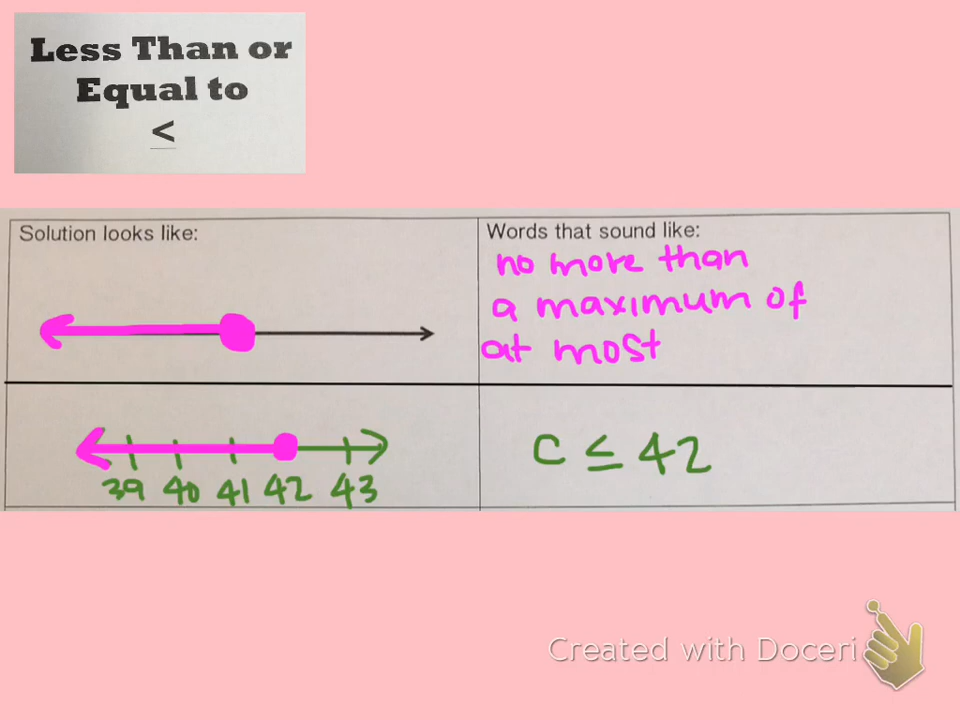 Less Than or
Equal to
≤
Solution looks like:
Words that sound like:
no more than
a maximum of
at most
39 40 41 42 43
c ≤ 42
Created with Doceri